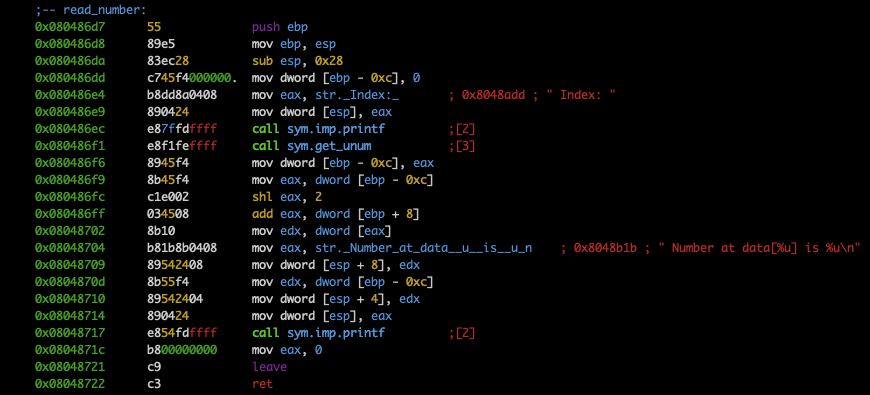 ;-- read_number:
0x080486d7 55 push ebp
0x080486d8 89e5 mov ebp, esp
0x080486da 83ec28 sub esp, 0x28
0x080486dd c745f4000000. mov dword [ebp - 0xc], 0
0x080486e4 b8dd8a0408 mov eax, str._Index:_ ; 0x8048add ; " Index: "
0x080486e9 890424 mov dword [esp], eax
0x080486ec e87ffdffff call sym.imp.printf ;[2]
0x080486f1 e8f1feffff call sym.get_unum ;[3]
0x080486f6 8945f4 mov dword [ebp - 0xc], eax
0x080486f9 8b45f4 mov eax, dword [ebp - 0xc]
0x080486fc c1e002 shl eax, 2
0x080486ff 034508 add eax, dword [ebp + 8]
0x08048702 8b10 mov edx, dword [eax]
0x08048704 b81b8b0408 mov eax, str._Number_at_data__u__is__u_n ; 0x8048b1b ; " Number at data[%u] is %u\n"
0x08048709 89542408 mov dword [esp + 8], edx
0x0804870d 8b55f4 mov edx, dword [ebp - 0xc]
0x08048710 89542404 mov dword [esp + 4], edx
0x08048714 890424 mov dword [esp], eax
0x08048717 e854fdffff call sym.imp.printf ;[2]
0x0804871c b800000000 mov eax, 0
0x08048721 c9 leave
0x08048722 c3 ret